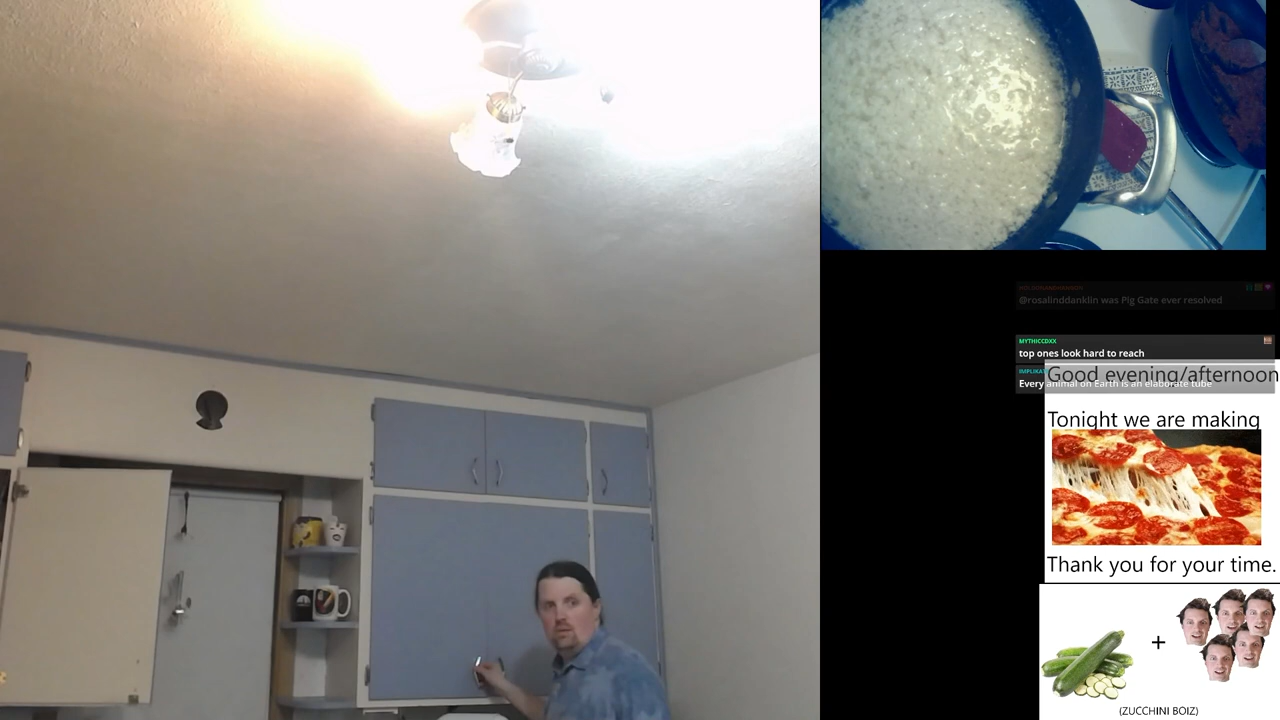 @rosalinddanklin was Pig Gate ever resolved
MYTHICCDXX
top ones look hard to reach
Every animal on Earth is an elaborate tube
Good evening/afternoon
Tonight we are making
Thank you for your time.
+
(ZUCCHINI BOIZ)